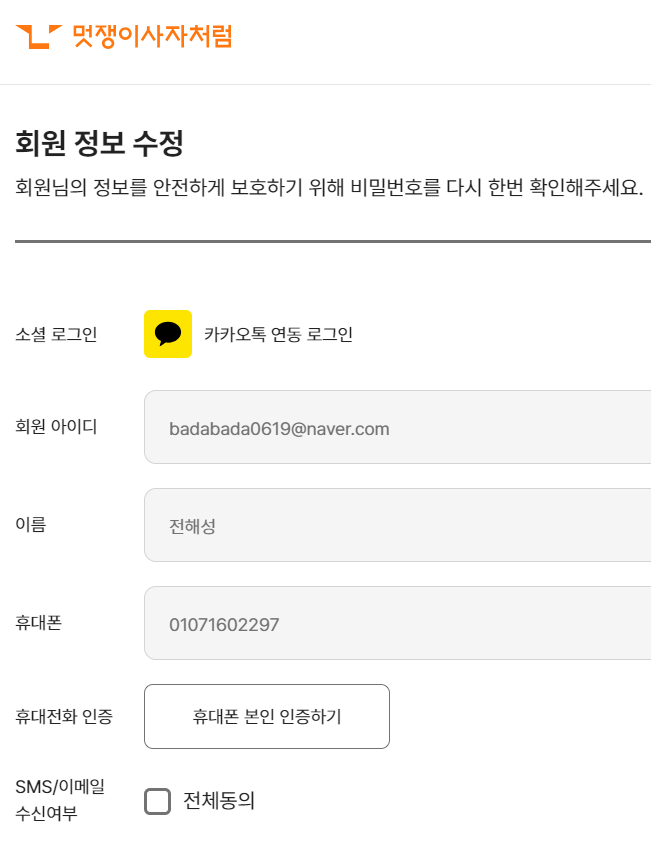 멋쟁이사자처럼
회원 정보 수정
회원님의 정보를 안전하게 보호하기 위해 비밀번호를 다시 한번 확인해주세요.
소셜 로그인
카카오톡 연동 로그인
회원 아이디
badabada0619@naver.com
이름
전해성
휴대폰
01071602297
휴대전화 인증
휴대폰 본인 인증하기
SMS/이메일
수신여부
전체동의